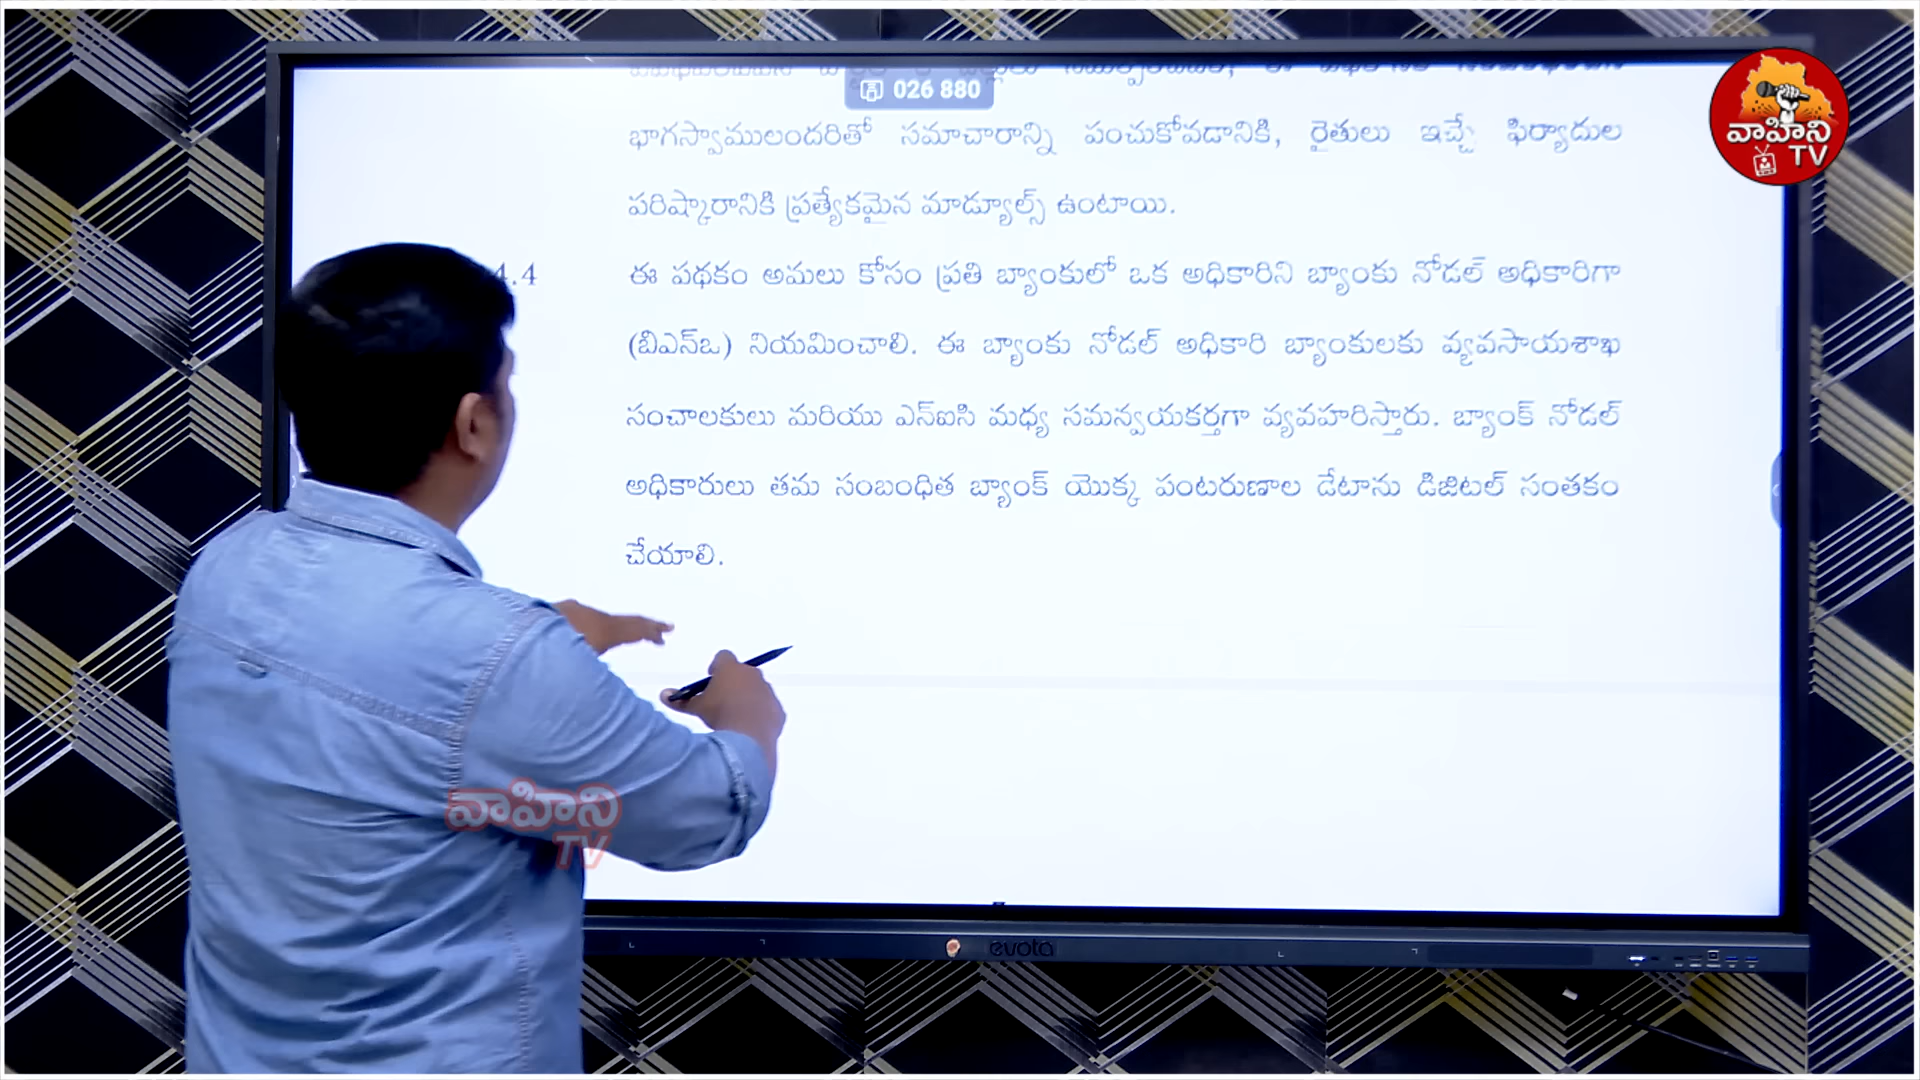 026 880
భాగస్వాములందరితో సమాచారాన్ని పంచుకోవడానికి, రైతులు ఇచ్చే ఫిర్యాదుల
పరిష్కారానికి ప్రత్యేకమైన మాడ్యూల్స్ ఉంటాయి.
4.4 ఈ పథకం అమలు కోసం ప్రతి బ్యాంకులో ఒక అధికారిని బ్యాంకు నోడల్ అధికారిగా
(బిఎన్ఒ) నియమించాలి. ఈ బ్యాంకు నోడల్ అధికారి బ్యాంకులకు వ్యవసాయశాఖ
సంచాలకులు మరియు ఎన్ఐసి మధ్య సమన్వయకర్తగా వ్యవహరిస్తారు. బ్యాంక్ నోడల్
అధికారులు తమ సంబంధిత బ్యాంక్ యొక్క పంటరుణాల డేటాను డిజిటల్ సంతకం
చేయాలి.
వాహిని
TV
వాహిని
TV
evota